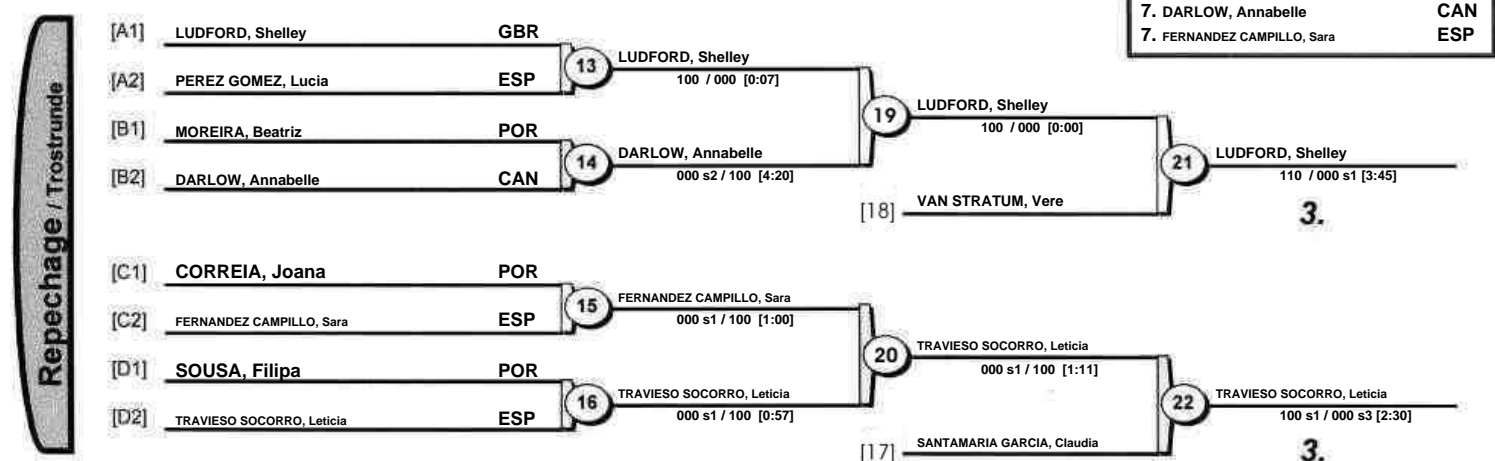 7. DARLOW, Annabelle CAN
7. FERNANDEZ CAMPILLO, Sara ESP
Repechage / Trostrunde
[A1] LUDFORD, Shelley GBR
13 LUDFORD, Shelley
100 / 000 [0:07]
[A2] PEREZ GOMEZ, Lucia ESP
19 LUDFORD, Shelley
100 / 000 [0:00]
[B1] MOREIRA, Beatriz POR
14 DARLOW, Annabelle
000 s2 / 100 [4:20]
21 LUDFORD, Shelley
110 / 000 s1 [3:45]
[B2] DARLOW, Annabelle CAN
[18] VAN STRATUM, Vere
3.
[C1] CORREIA, Joana POR
15 FERNANDEZ CAMPILLO, Sara
000 s1 / 100 [1:00]
[C2] FERNANDEZ CAMPILLO, Sara ESP
20 TRAVIESO SOCORRO, Leticia
000 s1 / 100 [1:11]
[D1] SOUSA, Filipa POR
16 TRAVIESO SOCORRO, Leticia
000 s1 / 100 [0:57]
22 TRAVIESO SOCORRO, Leticia
100 s1 / 000 s3 [2:30]
[D2] TRAVIESO SOCORRO, Leticia ESP
[17] SANTAMARIA GARCIA, Claudia
3.